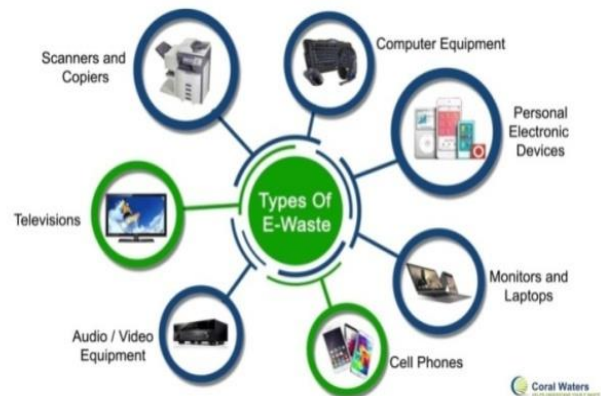 Scanners and
Copiers
Computer Equipment
Personal
Electronic
Devices
Types Of
E-Waste
Televisions
Monitors and
Laptops
Audio / Video
Equipment
Cell Phones
Coral Waters